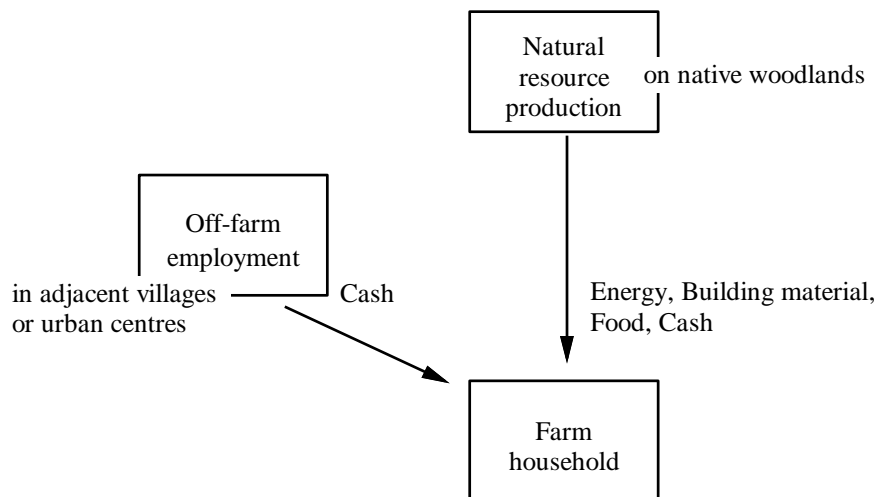 Natural
resource
production
on native woodlands
Off-farm
employment
in adjacent villages
or urban centres
Cash
Energy, Building material,
Food, Cash
Farm
household